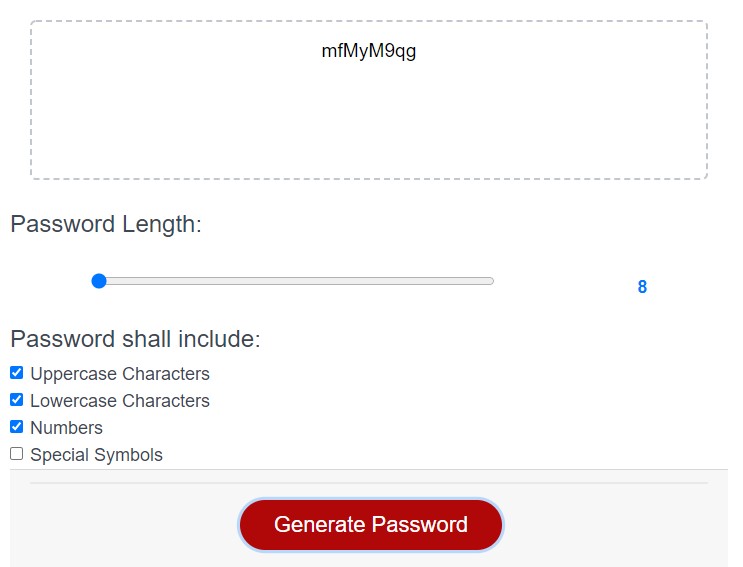 mfMyM9qg
Password Length:
8
Password shall include:
Uppercase Characters
Lowercase Characters
Numbers
Special Symbols
Generate Password